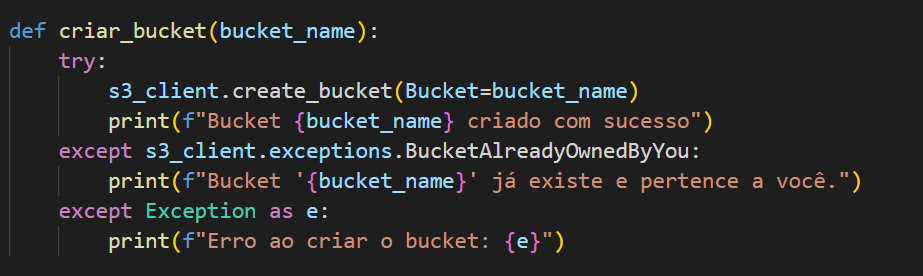 def criar_bucket(bucket_name):
    try:
        s3_client.create_bucket(Bucket=bucket_name)
        print(f"Bucket {bucket_name} criado com sucesso")
    except s3_client.exceptions.BucketAlreadyOwnedByYou:
        print(f"Bucket '{bucket_name}' já existe e pertence a você.")
    except Exception as e:
        print(f"Erro ao criar o bucket: {e}")